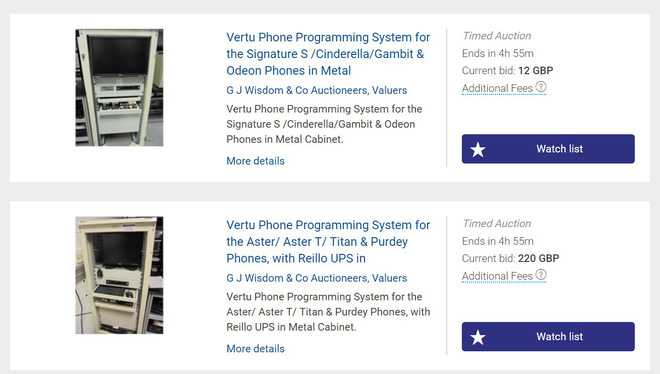 Vertu Phone Programming System for
the Signature S /Cinderella/Gambit &
Odeon Phones in Metal
G J Wisdom & Co Auctioneers, Valuers
Vertu Phone Programming System for the
Signature S /Cinderella/Gambit & Odeon
Phones in Metal Cabinet.
More details
Timed Auction
Ends in 4h 55m
Current bid: 12 GBP
Additional Fees ?
Watch list
Vertu Phone Programming System for
the Aster/ Aster T/ Titan & Purdey
Phones, with Reillo UPS in
G J Wisdom & Co Auctioneers, Valuers
Vertu Phone Programming System for the
Aster/ Aster T/ Titan & Purdey Phones, with
Reillo UPS in Metal Cabinet.
More details
Timed Auction
Ends in 4h 55m
Current bid: 220 GBP
Additional Fees ?
Watch list